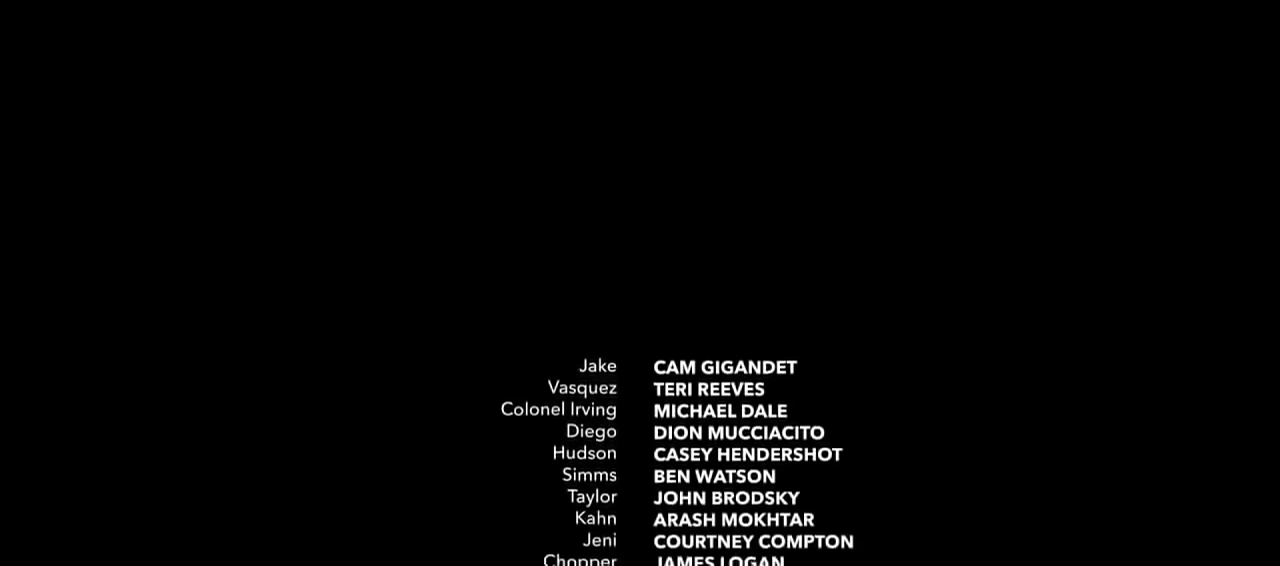 Jake CAM GIGANDET
Vasquez TERI REEVES
Colonel Irving MICHAEL DALE
Diego DION MUCCIACITO
Hudson CASEY HENDERSHOT
Simms BEN WATSON
Taylor JOHN BRODSKY
Kahn ARASH MOKHTAR
Jeni COURTNEY COMPTON
Chopper JAMES LOGAN